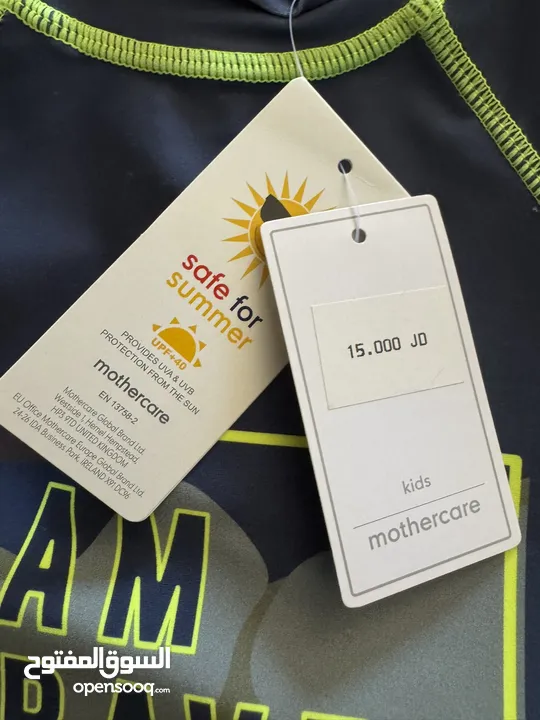 safe for
summer
UPF+40
PROVIDES UVA & UVB
PROTECTION FROM THE SUN
mothercare
EN 13758-2
Mothercare Global Brand Ltd.
Westside 1, Hemel Hempstead,
HP3 9TD UNITED KINGDOM
EU Office Mothercare Europe Global Brand Ltd.
24-26 IDA Business Park, IRELAND X91 DC96
15.000 JD
kids
mothercare
AM
السوق المفتوح
opensooq.com